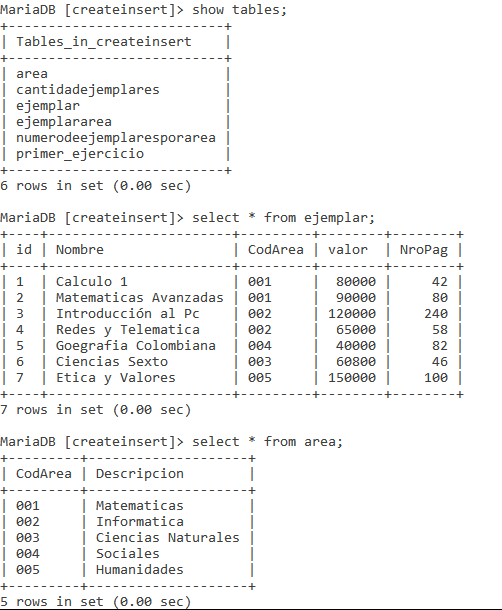 MariaDB [createinsert]> show tables;
+---------------------------+
| Tables_in_createinsert    |
+---------------------------+
| area                      |
| cantidadejemplares        |
| ejemplar                  |
| ejemplararea              |
| numerodeejemplaresporarea |
| primer_ejercicio          |
+---------------------------+
6 rows in set (0.00 sec)

MariaDB [createinsert]> select * from ejemplar;
+----+-----------------------+---------+--------+--------+
| id | Nombre                | CodArea | valor  | NroPag |
+----+-----------------------+---------+--------+--------+
| 1  | Calculo 1             | 001     |  80000 |     42 |
| 2  | Matematicas Avanzadas | 001     |  90000 |     80 |
| 3  | Introducción al Pc    | 002     | 120000 |    240 |
| 4  | Redes y Telematica    | 002     |  65000 |     58 |
| 5  | Goegrafia Colombiana  | 004     |  40000 |     82 |
| 6  | Ciencias Sexto        | 003     |  60800 |     46 |
| 7  | Etica y Valores       | 005     | 150000 |    100 |
+----+-----------------------+---------+--------+--------+
7 rows in set (0.00 sec)

MariaDB [createinsert]> select * from area;
+---------+--------------------+
| CodArea | Descripcion        |
+---------+--------------------+
| 001     | Matematicas        |
| 002     | Informatica        |
| 003     | Ciencias Naturales |
| 004     | Sociales           |
| 005     | Humanidades        |
+---------+--------------------+
5 rows in set (0.00 sec)